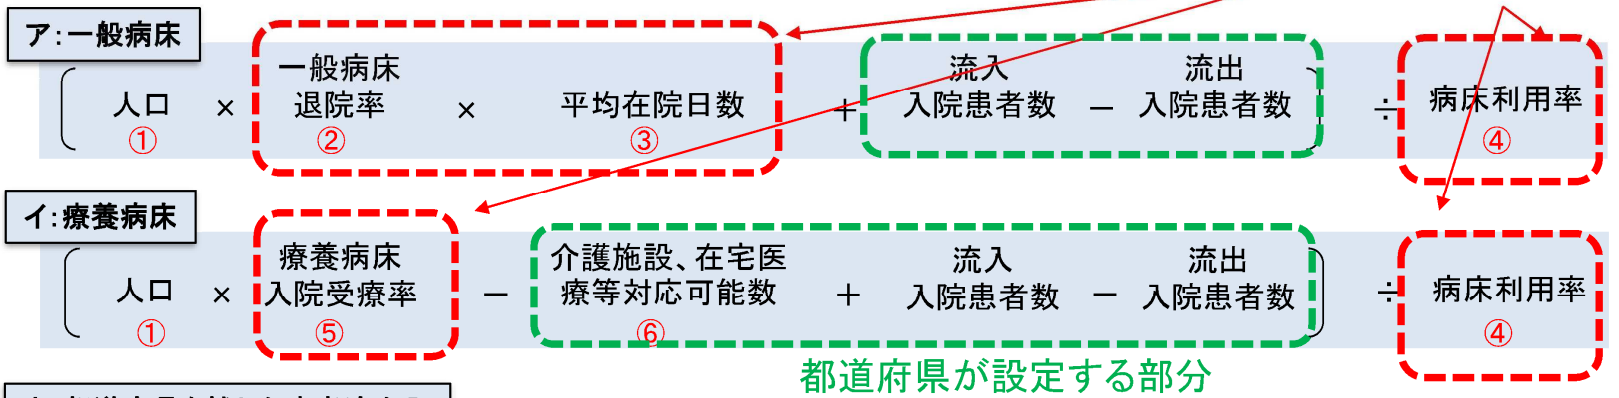 ア：一般病床
一般病床
流入
流出
人口 × 退院率 × 平均在院日数 ＋ 入院患者数 － 入院患者数 ÷ 病床利用率
① ② ③ ④
イ：療養病床
療養病床
介護施設、在宅医
流入
流出
人口 × 入院受療率 － 療等対応可能数 ＋ 入院患者数 － 入院患者数 ÷ 病床利用率
① ⑤ ⑥ ④
都道府県が設定する部分